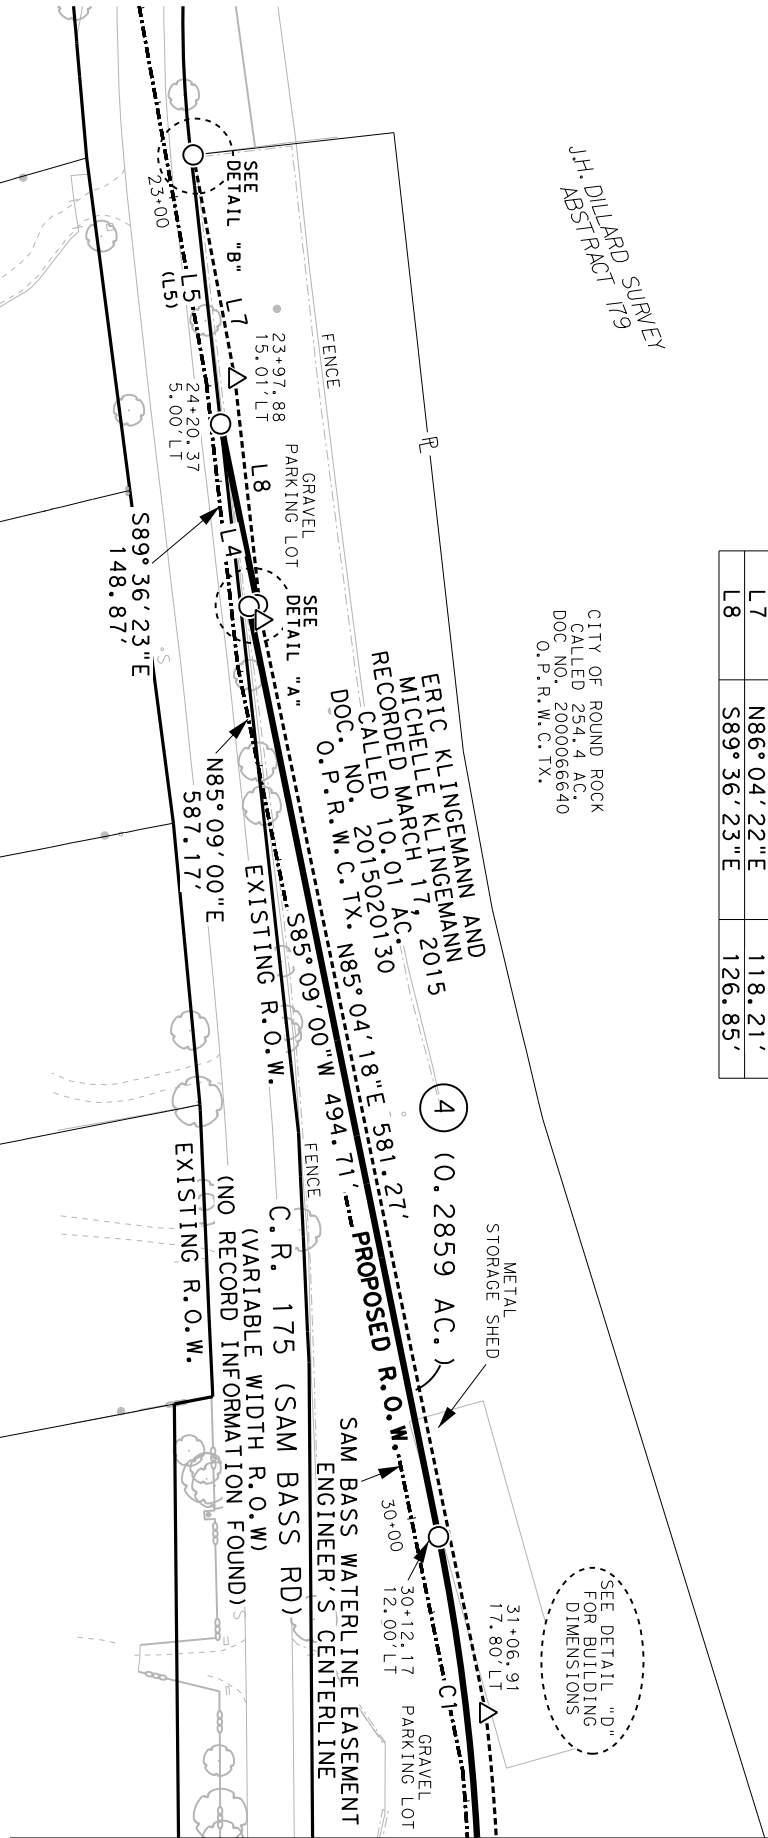 J.H. DILLARD SURVEY
ABSTRACT 179
L7 N86°04'22"E 118.21'
L8 S89°36'23"E 126.85'
CITY OF ROUND ROCK
CALLED 254.4 AC.
DOC NO. 2000066640
O.P.R.W.C.TX.
SEE
DETAIL "B"
23+00
L5
(L5)
L7
23+97.88
15.01'LT
FENCE
24+20.37
5.00'LT
PL
GRAVEL
PARKING LOT
L8
L4
S89°36'23"E
148.87'
SEE
DETAIL "A"
S
ERIC KLINGEMANN AND
MICHELLE KLINGEMANN
RECORDED MARCH 17, 2015
CALLED 10.01 AC.
DOC. NO. 2015020130
O.P.R.W.C.TX.
N85°09'00"E
587.17'
EXISTING R.O.W.
S85°09'00"W 494.71'
N85°04'18"E 581.27'
4 (0.2859 AC.)
FENCE
EXISTING R.O.W.
METAL
STORAGE SHED
PROPOSED R.O.W.
C.R. 175 (SAM BASS RD)
(VARIABLE WIDTH R.O.W)
(NO RECORD INFORMATION FOUND)
S
SAM BASS WATERLINE EASEMENT
ENGINEER'S CENTERLINE
30+00
30+12.17
12.00'LT
31+06.91
17.80'LT
SEE DETAIL "D"
FOR BUILDING
DIMENSIONS
C1
GRAVEL
PARKING LOT